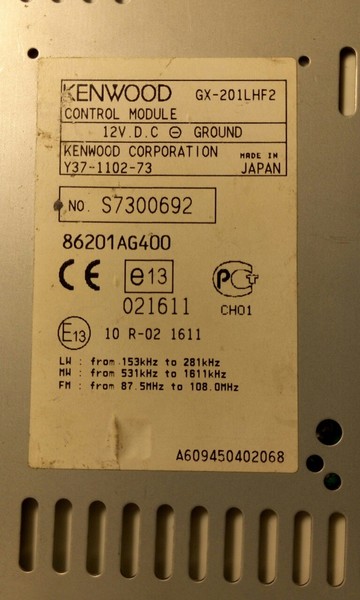 KENWOOD GX-201LHF2
CONTROL MODULE
12V.D.C ⊖ GROUND
KENWOOD CORPORATION MADE IN
Y37-1102-73 JAPAN
NO. S7300692
86201AG400
CE e13 PCT
021611 CH01
E13 10 R-02 1611
LW : from 153kHz to 281kHz
MW : from 531kHz to 1611kHz
FM : from 87.5MHz to 108.0MHz
A609450402068